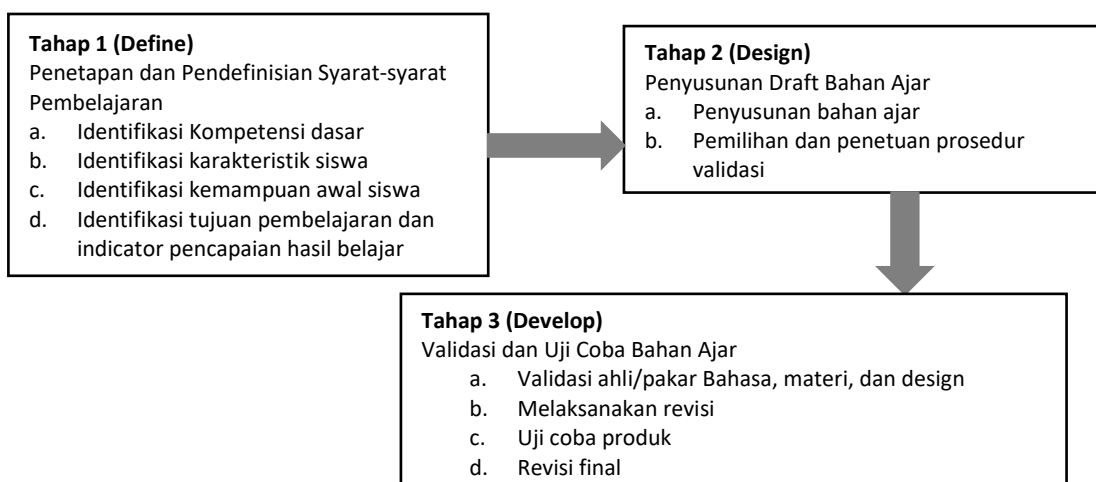 Tahap 1 (Define)
Penetapan dan Pendefinisian Syarat-syarat
Pembelajaran
a. Identifikasi Kompetensi dasar
b. Identifikasi karakteristik siswa
c. Identifikasi kemampuan awal siswa
d. Identifikasi tujuan pembelajaran dan
indicator pencapaian hasil belajar
Tahap 2 (Design)
Penyusunan Draft Bahan Ajar
a. Penyusunan bahan ajar
b. Pemilihan dan penetuan prosedur
validasi
Tahap 3 (Develop)
Validasi dan Uji Coba Bahan Ajar
a. Validasi ahli/pakar Bahasa, materi, dan design
b. Melaksanakan revisi
c. Uji coba produk
d. Revisi final